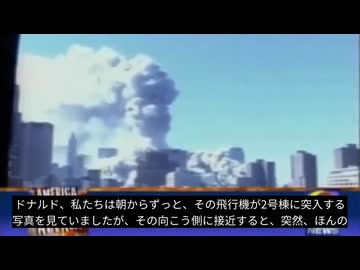 AMERICA
ドナルド、私たちは朝からずっと、その飛行機が2号棟に突入する
写真を見ていましたが、その向こう側に接近すると、突然、ほんの
NEWS